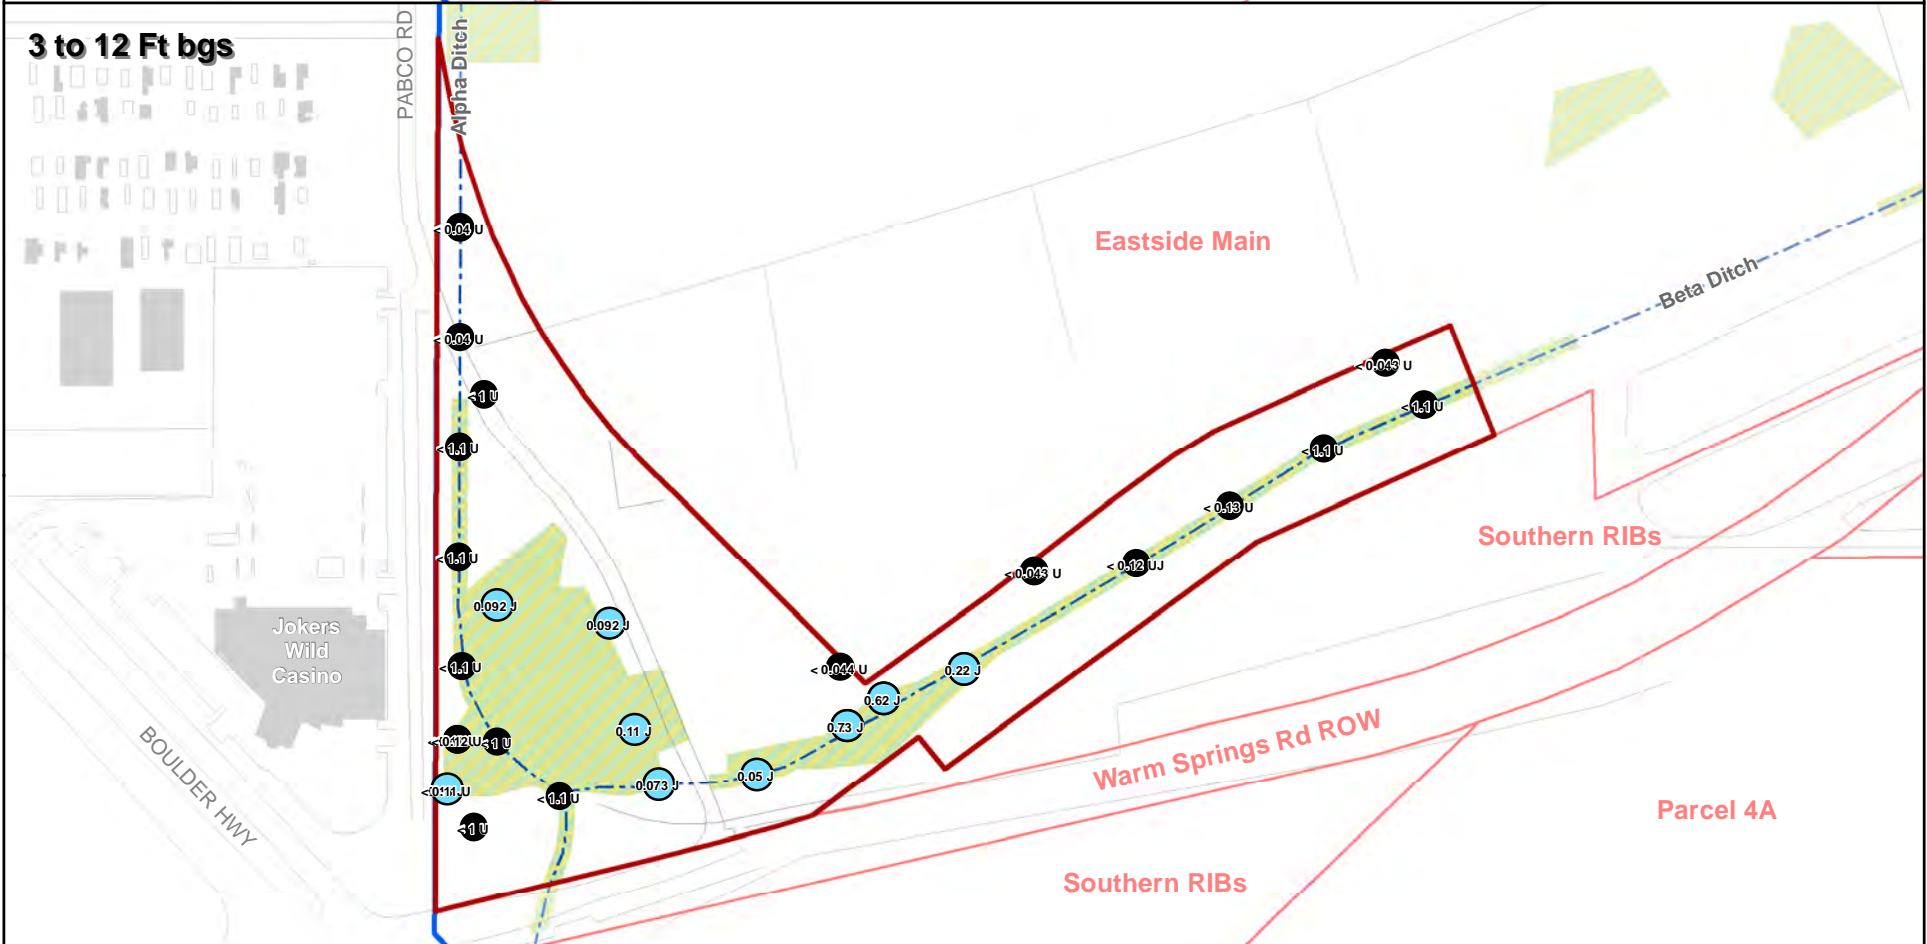 3 to 12 Ft bgs
PABCO RD
Alpha Ditch
< 0.04 U
Eastside Main
Beta Ditch
< 0.04 U
< 0.043 U
< 1 U
< 1.1 U
< 1.1 U
< 1.1 U
< 0.13 U
Southern RIBs
< 1.1 U
< 0.12 UJ
< 0.043 U
0.092 J
0.092 J
Jokers
Wild
Casino
< 1.1 U
< 0.044 U
0.22 J
0.62 J
0.73 J
0.11 J
< 1 U
Warm Springs Rd ROW
BOULDER HWY
0.05 J
0.073 J
< 1.1 U
Parcel 4A
< 1 U
Southern RIBs